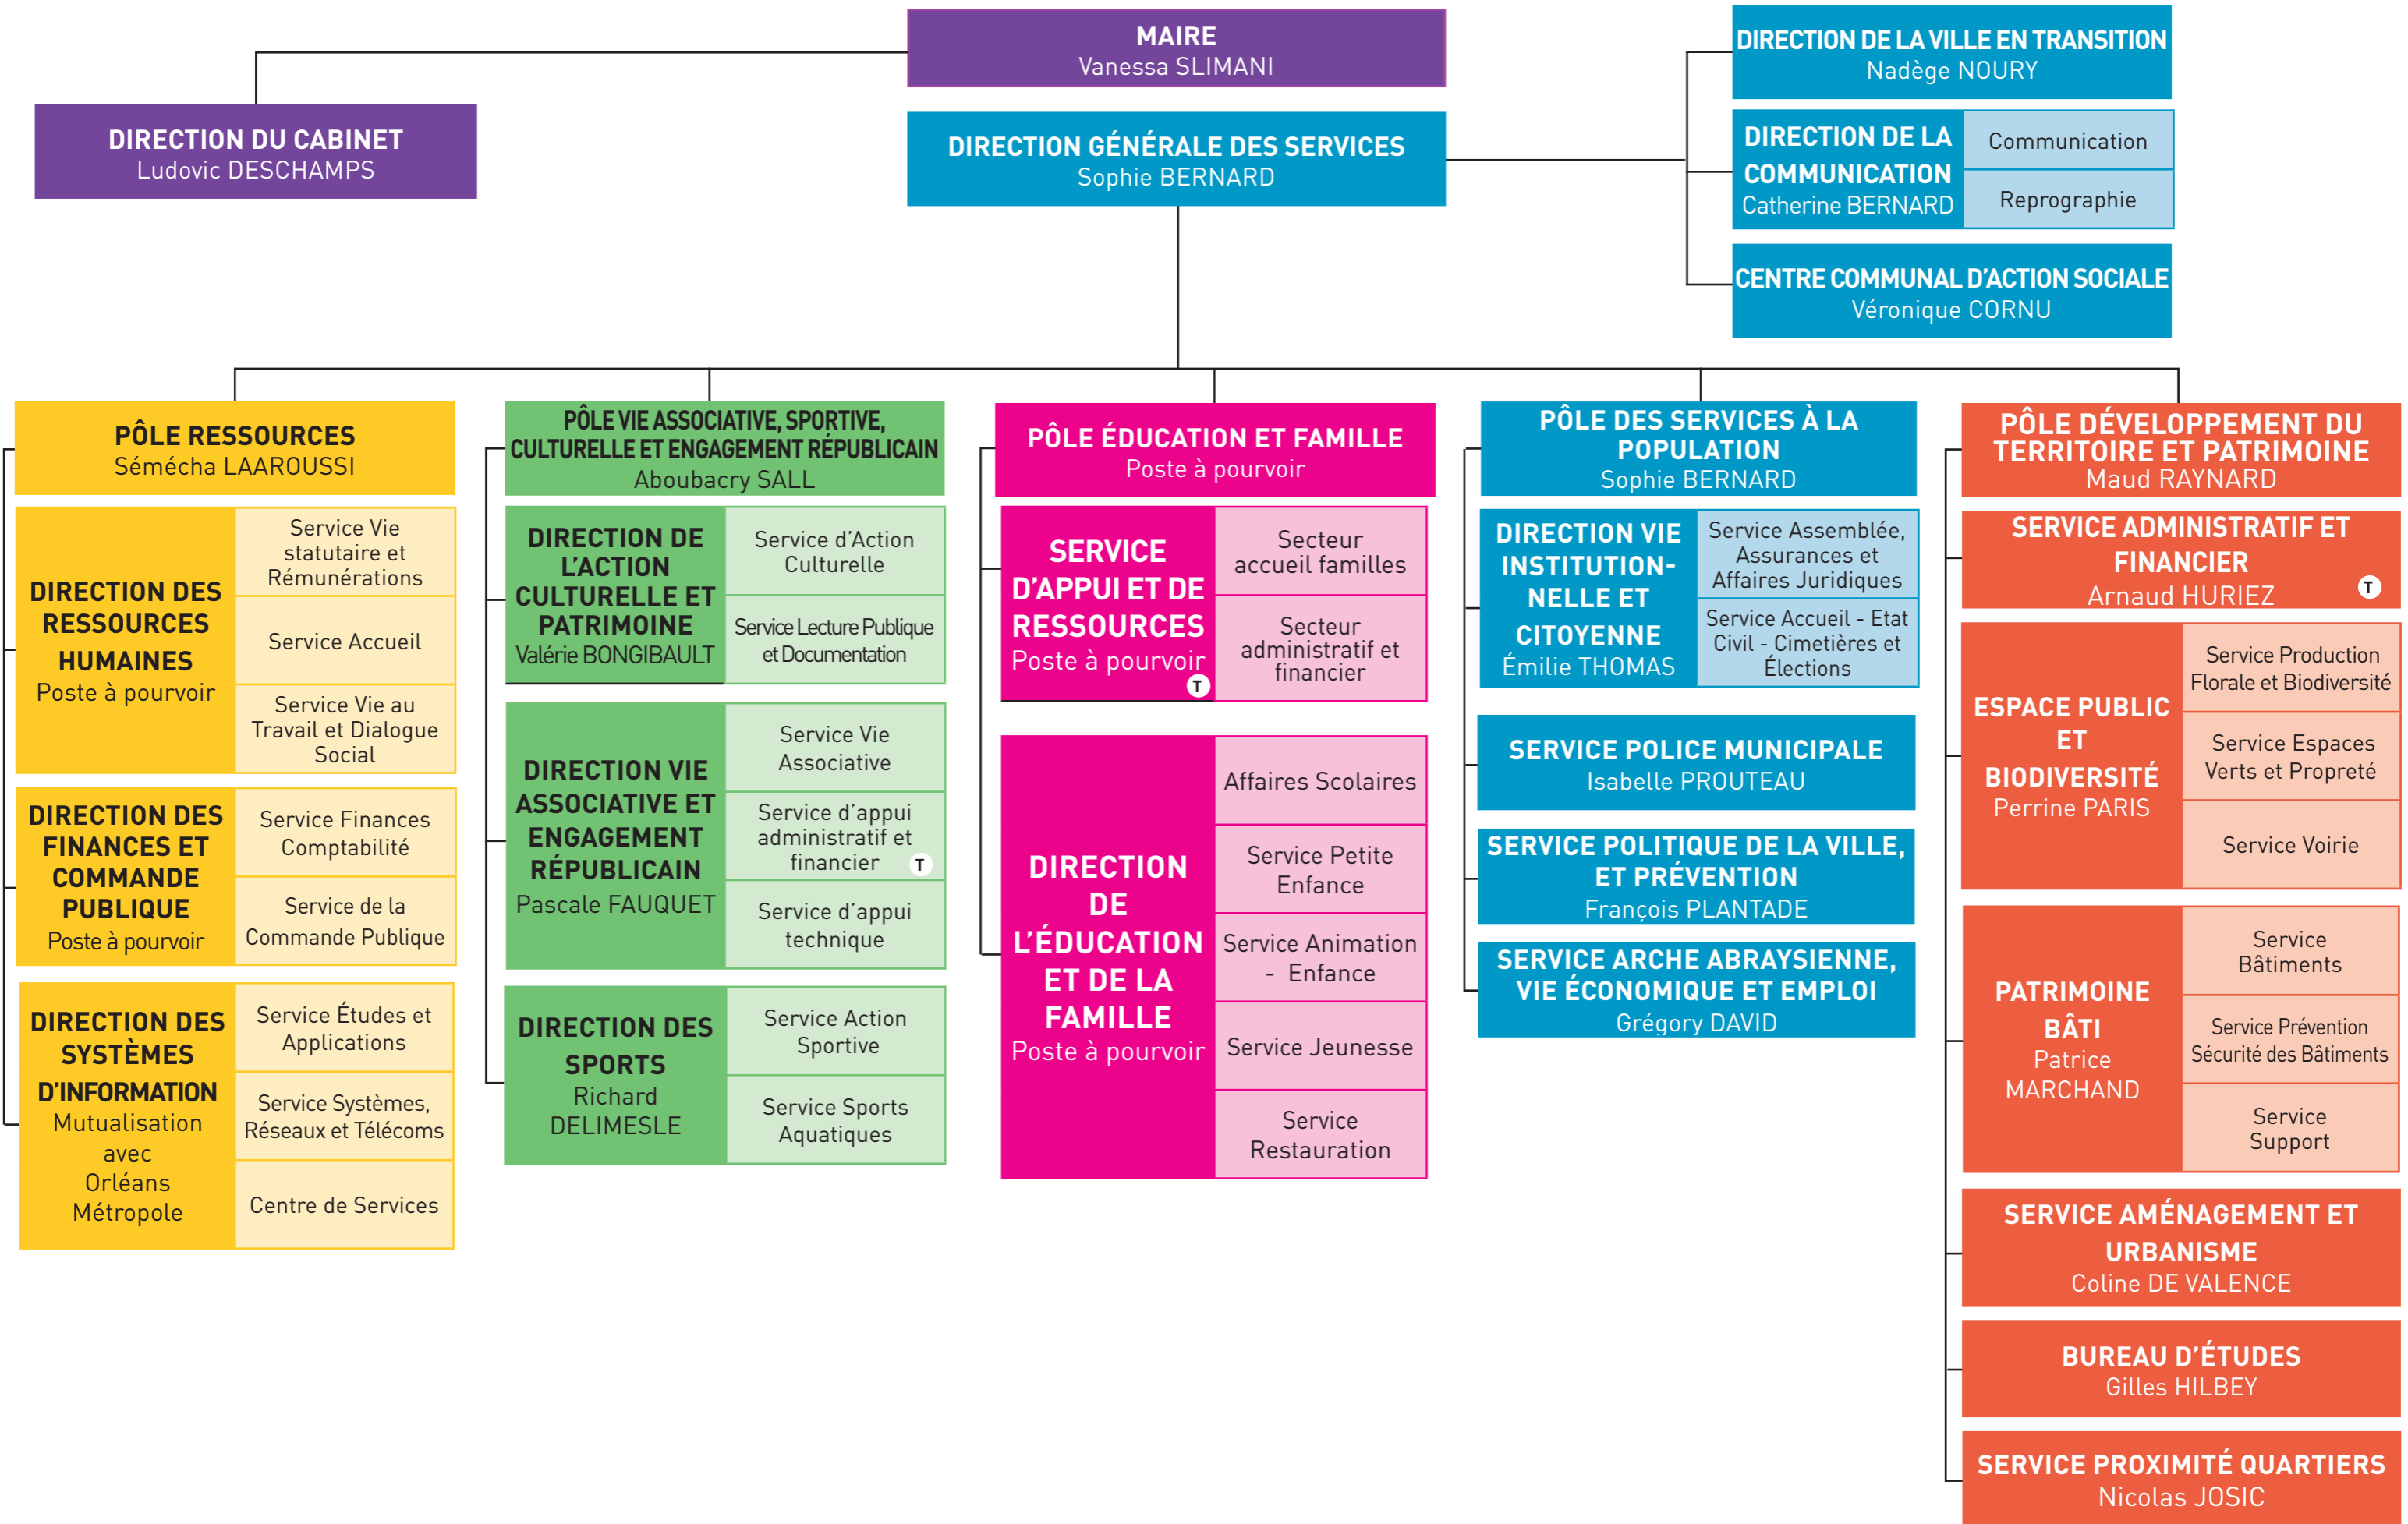 MAIRE
Vanessa SLIMANI
DIRECTION DU CABINET
Ludovic DESCHAMPS
DIRECTION GÉNÉRALE DES SERVICES
Sophie BERNARD
DIRECTION DE LA VILLE EN TRANSITION
Nadège NOURY
DIRECTION DE LA
COMMUNICATION
Catherine BERNARD
Communication
Reprographie
CENTRE COMMUNAL D'ACTION SOCIALE
Véronique CORNU
PÔLE RESSOURCES
Sémécha LAAROUSSI
DIRECTION DES
RESSOURCES
HUMAINES
Poste à pourvoir
Service Vie
statutaire et
Rémunérations
Service Accueil
Service Vie au
Travail et Dialogue
Social
DIRECTION DES
FINANCES ET
COMMANDE
PUBLIQUE
Poste à pourvoir
Service Finances
Comptabilité
Service de la
Commande Publique
DIRECTION DES
SYSTÈMES
D'INFORMATION
Mutualisation
avec
Orléans
Métropole
Service Études et
Applications
Service Systèmes,
Réseaux et Télécoms
Centre de Services
PÔLE VIE ASSOCIATIVE, SPORTIVE,
CULTURELLE ET ENGAGEMENT RÉPUBLICAIN
Aboubacry SALL
DIRECTION DE
L'ACTION
CULTURELLE ET
PATRIMOINE
Valérie BONGIBAULT
Service d'Action
Culturelle
Service Lecture Publique
et Documentation
DIRECTION VIE
ASSOCIATIVE ET
ENGAGEMENT
RÉPUBLICAIN
Pascale FAUQUET
Service Vie
Associative
Service d'appui
administratif et
financier T
Service d'appui
technique
DIRECTION DES
SPORTS
Richard
DELIMESLE
Service Action
Sportive
Service Sports
Aquatiques
PÔLE ÉDUCATION ET FAMILLE
Poste à pourvoir
SERVICE
D'APPUI ET DE
RESSOURCES
Poste à pourvoir
T
Secteur
accueil familles
Secteur
administratif et
financier
DIRECTION
DE
L'ÉDUCATION
ET DE LA
FAMILLE
Poste à pourvoir
Affaires Scolaires
Service Petite
Enfance
Service Animation
- Enfance
Service Jeunesse
Service
Restauration
PÔLE DES SERVICES À LA
POPULATION
Sophie BERNARD
DIRECTION VIE
INSTITUTION-
NELLE ET
CITOYENNE
Émilie THOMAS
Service Assemblée,
Assurances et
Affaires Juridiques
Service Accueil - Etat
Civil - Cimetières et
Élections
SERVICE POLICE MUNICIPALE
Isabelle PROUTEAU
SERVICE POLITIQUE DE LA VILLE,
ET PRÉVENTION
François PLANTADE
SERVICE ARCHE ABRAYSIENNE,
VIE ÉCONOMIQUE ET EMPLOI
Grégory DAVID
PÔLE DÉVELOPPEMENT DU
TERRITOIRE ET PATRIMOINE
Maud RAYNARD
SERVICE ADMINISTRATIF ET
FINANCIER
Arnaud HURIEZ T
ESPACE PUBLIC
ET
BIODIVERSITÉ
Perrine PARIS
Service Production
Florale et Biodiversité
Service Espaces
Verts et Propreté
Service Voirie
PATRIMOINE
BÂTI
Patrice
MARCHAND
Service
Bâtiments
Service Prévention
Sécurité des Bâtiments
Service
Support
SERVICE AMÉNAGEMENT ET
URBANISME
Coline DE VALENCE
BUREAU D'ÉTUDES
Gilles HILBEY
SERVICE PROXIMITÉ QUARTIERS
Nicolas JOSIC